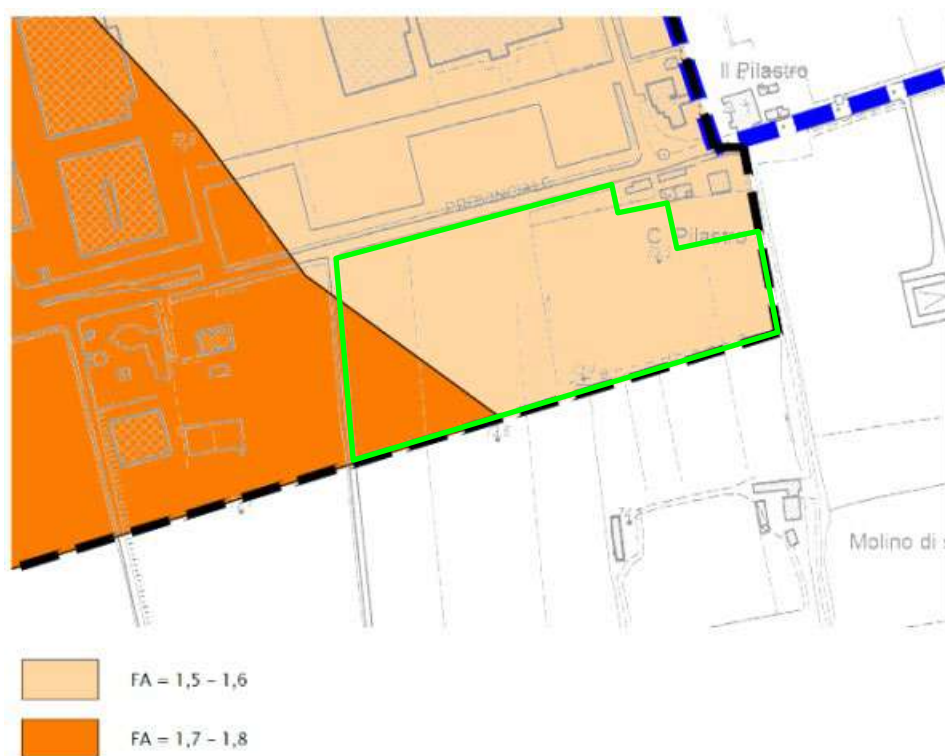 Il Pilastro
C. Pilastro
Molino di s
FA = 1,5 – 1,6
FA = 1,7 – 1,8